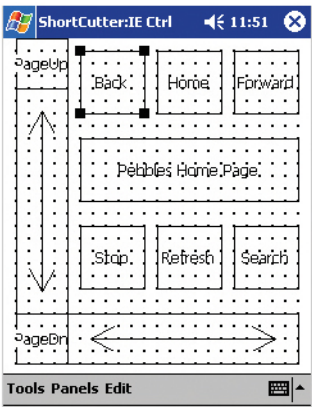 ShortCutter:IE Ctrl 11:51
PageUp
Back Home Forward
Pebbles Home Page
Stop Refresh Search
PageDn
Tools Panels Edit